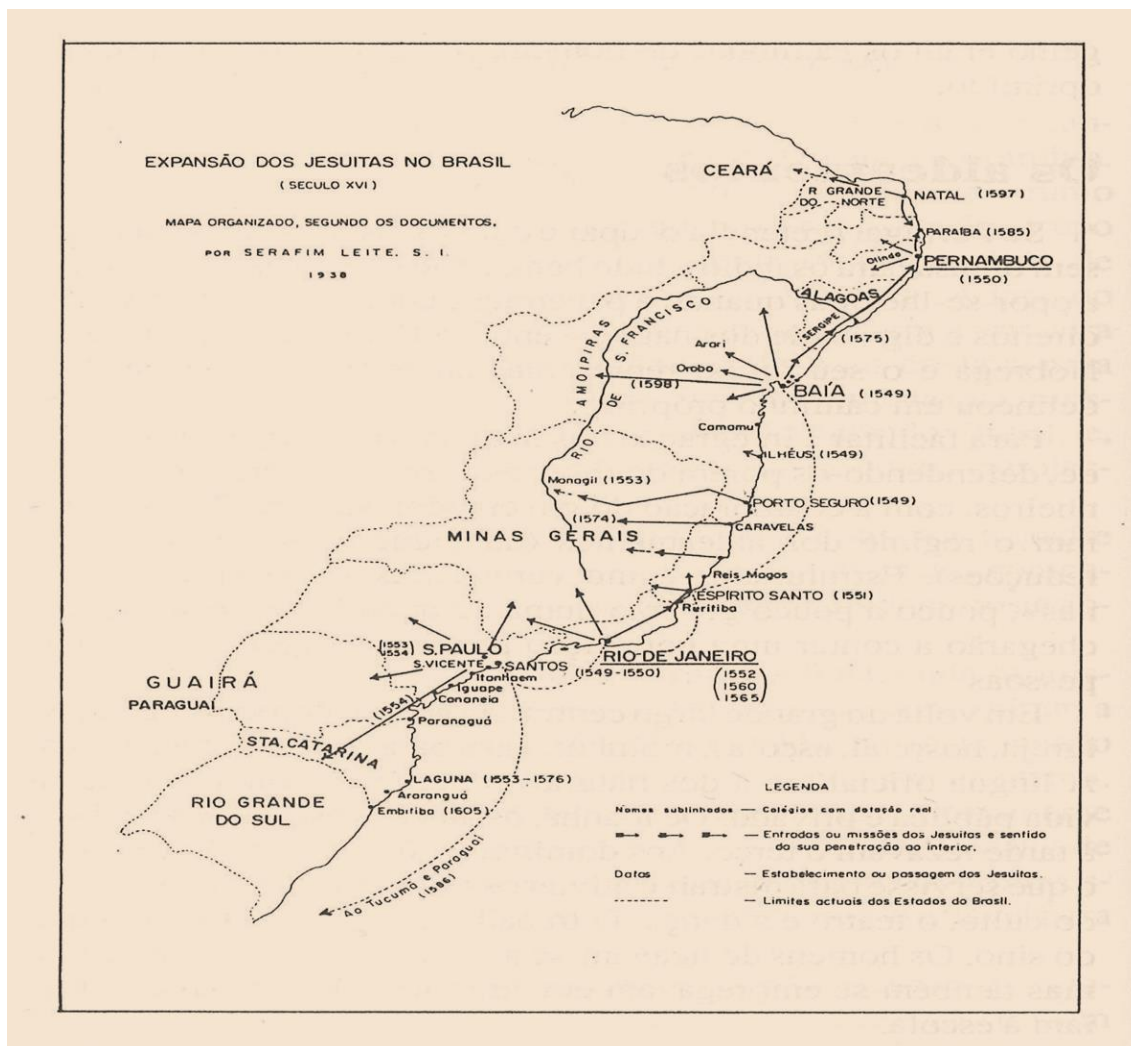 EXPANSÃO DOS JESUITAS NO BRASIL
(SECULO XVI)
MAPA ORGANIZADO, SEGUNDO OS DOCUMENTOS,
POR SERAFIM LEITE, S. I.
1938
CEARÁ
R. GRANDE
DO NORTE
NATAL (1597)
PARAÍBA (1585)
Olinda
PERNAMBUCO
(1550)
ALAGOAS
SERGIPE
(1575)
RIO DE S. FRANCISCO
AMOIPIRAS
Arari
Orobo
(1598)
BAÍA (1549)
Camamu
ILHÉUS (1549)
Monagil (1553)
PORTO SEGURO (1549)
(1574)
CARAVELAS
MINAS GERAIS
Reis Magos
ESPÍRITO SANTO (1551)
Reritiba
(1553
1554)
S. PAULO
S. VICENTE
SANTOS
(1549-1550)
RIO DE JANEIRO
(1552
1560
1565)
Itanhaem
Iguape
Cananeia
(1554)
Paranaguá
GUAIRÁ
PARAGUAI
STA. CATARINA
LAGUNA (1553-1576)
Araranguá
Embitiba (1605)
RIO GRANDE
DO SUL
Ao Tucumã e Paraguai
(1586)
LEGENDA
Nomes sublinhados — Colégios com dotação real.
— Entradas ou missões dos Jesuitas e sentido
da sua penetração ao interior.
Datas — Estabelecimento ou passagem dos Jesuitas.
— Limites actuais dos Estados do Brasil.